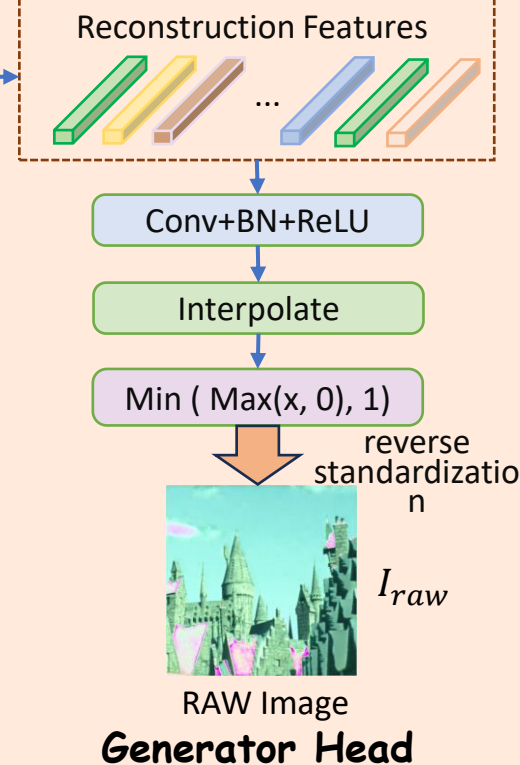 Reconstruction Features
...
Conv+BN+ReLU
Interpolate
Min ( Max(x, 0), 1)
reverse
standardizatio
n
I_raw
RAW Image
Generator Head